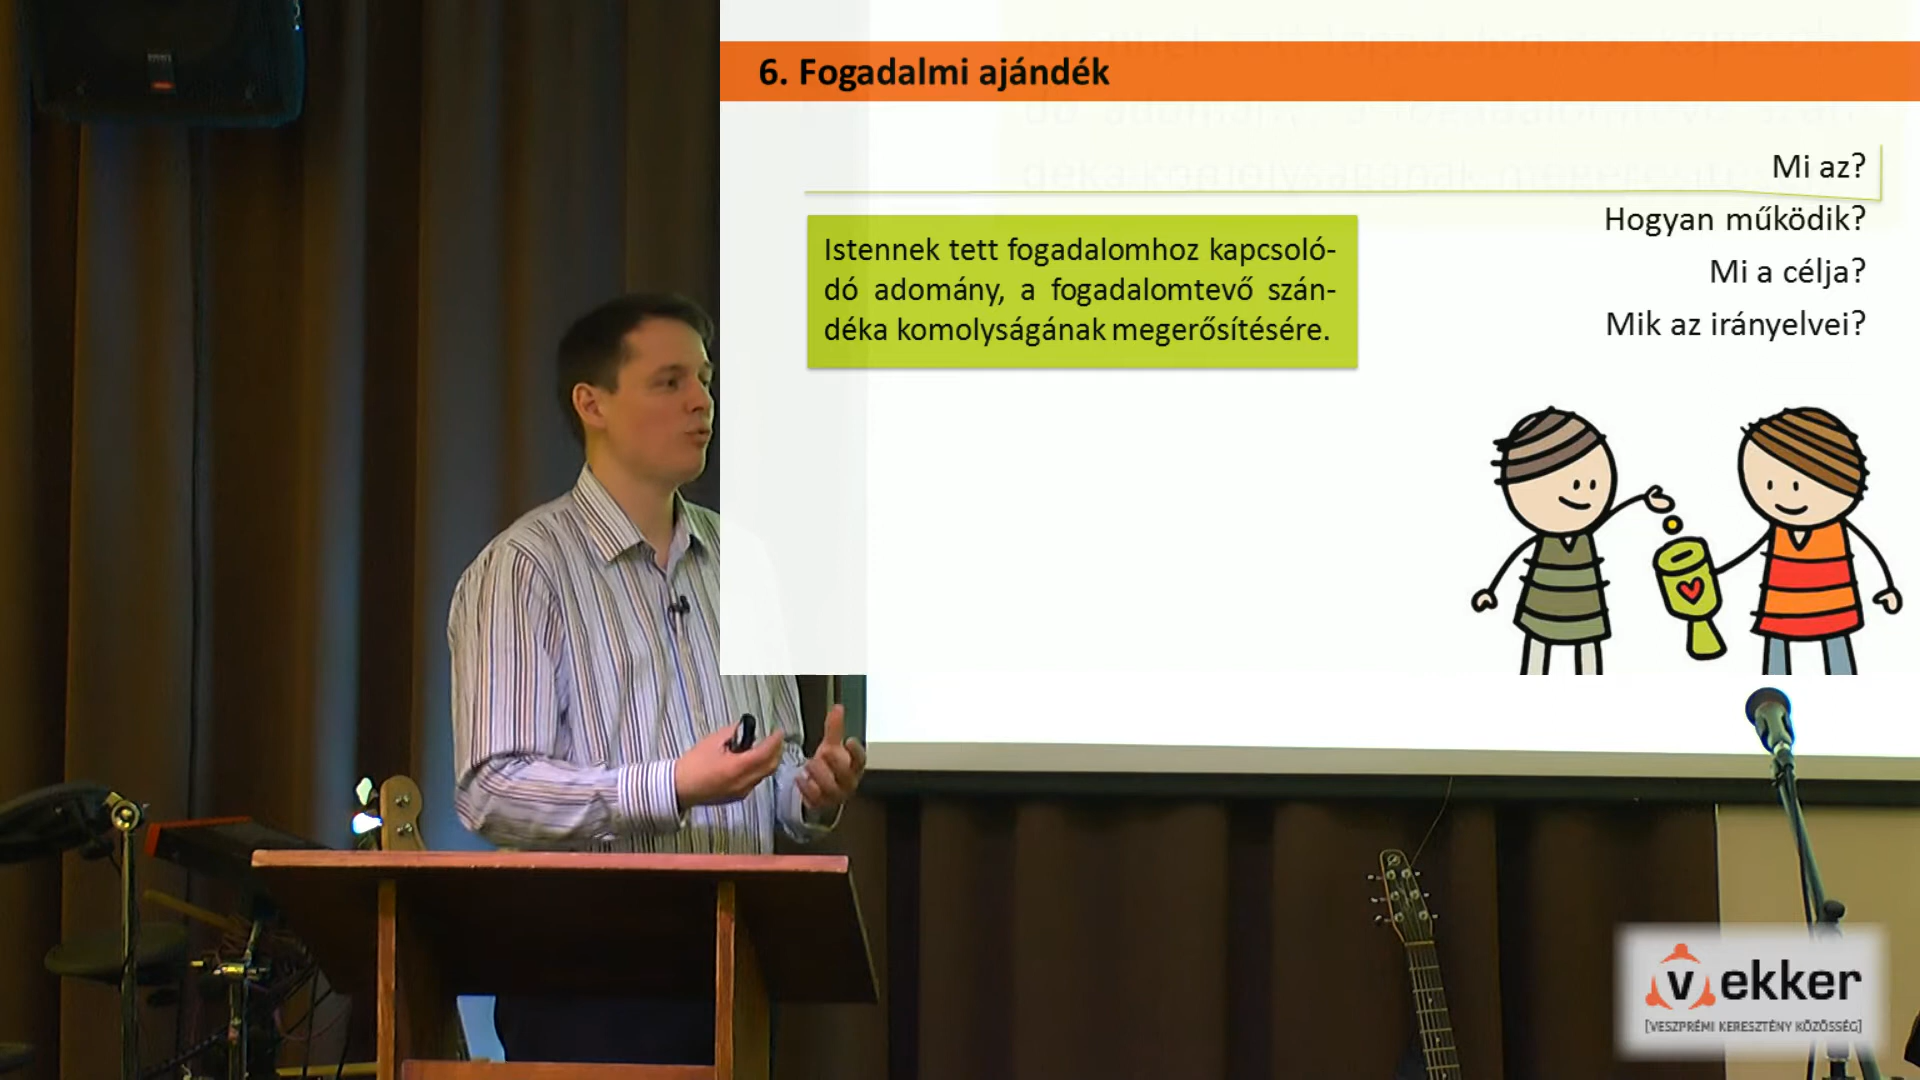 6. Fogadalmi ajándék
Mi az?
Hogyan működik?
Mi a célja?
Mik az irányelvei?
Istennek tett fogadalomhoz kapcsoló-
dó adomány, a fogadalomtevő szán-
déka komolyságának megerősítésére.
vekker
[VESZPRÉMI KERESZTÉNY KÖZÖSSÉG]